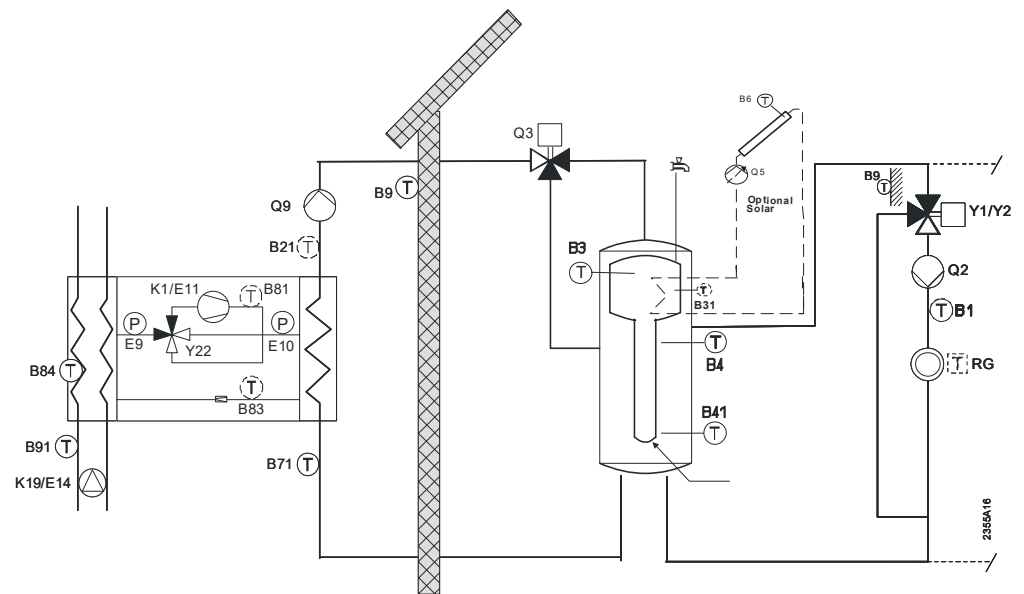 Q3
B6
T
Q5
Optional
Solar
B9
T
B9
T
Y1/Y2
Q9
B21
T
B3
T
T
B31
Q2
T
B1
K1/E11
T
B81
P
E9
Y22
P
E10
T
B4
T
RG
B84
T
T
B83
B41
T
B91
T
B71
T
K19/E14
2355A16